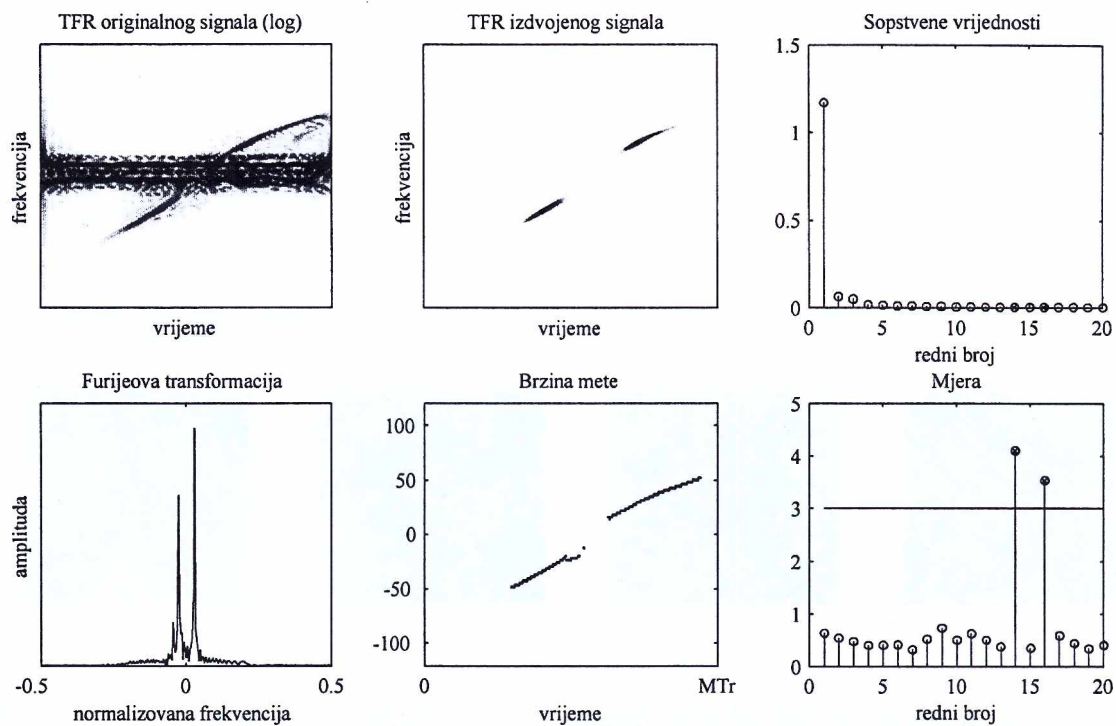 TFR originalnog signala (log)
frekvencija
vrijeme
TFR izdvojenog signala
frekvencija
vrijeme
Sopstvene vrijednosti
1.5
1
0.5
0
0 5 10 15 20
redni broj
Furijeova transformacija
amplituda
-0.5 0 0.5
normalizovana frekvencija
Brzina mete
100
50
0
-50
-100
0 MTr
vrijeme
Mjera
5
4
3
2
1
0
0 5 10 15 20
redni broj